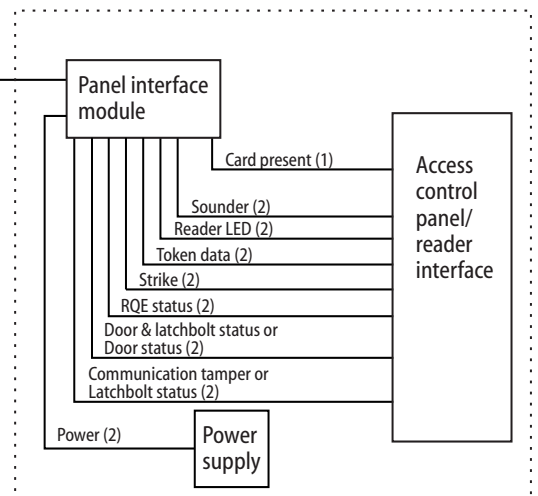 Panel interface
module
Card present (1)
Access
control
panel/
reader
interface
Sounder (2)
Reader LED (2)
Token data (2)
Strike (2)
RQE status (2)
Door & latchbolt status or
Door status (2)
Communication tamper or
Latchbolt status (2)
Power (2)
Power
supply